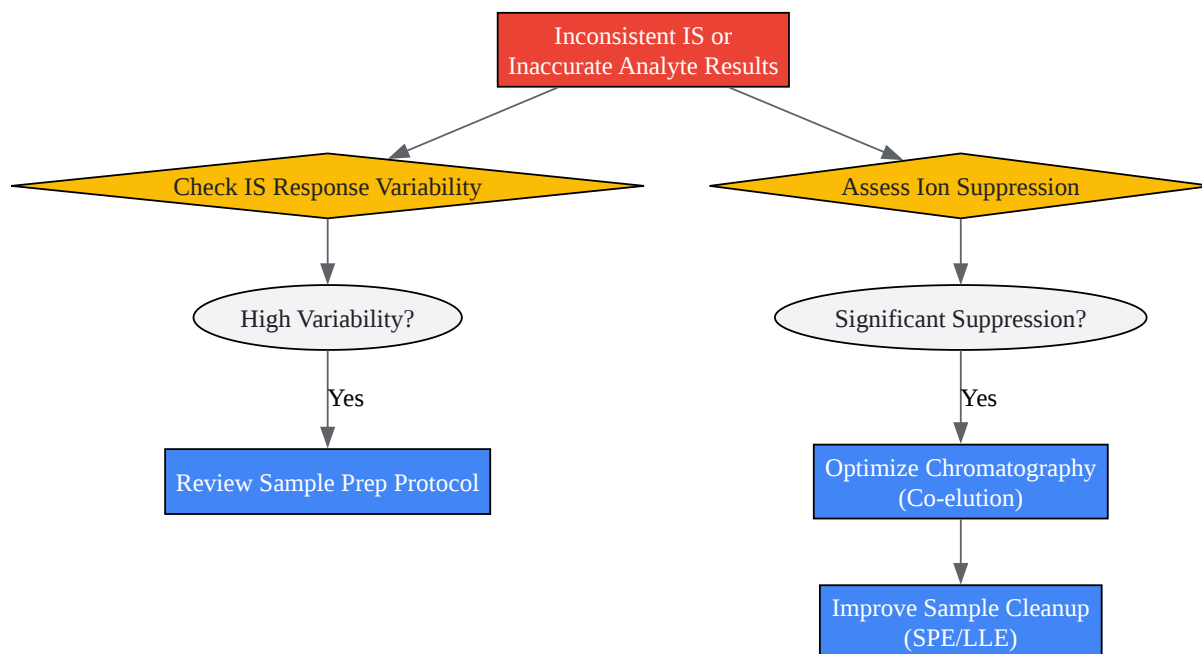 Inconsistent IS or
Inaccurate Analyte Results
Check IS Response Variability
Assess Ion Suppression
High Variability?
Significant Suppression?
Yes
Yes
Review Sample Prep Protocol
Optimize Chromatography
(Co-elution)
Improve Sample Cleanup
(SPE/LLE)